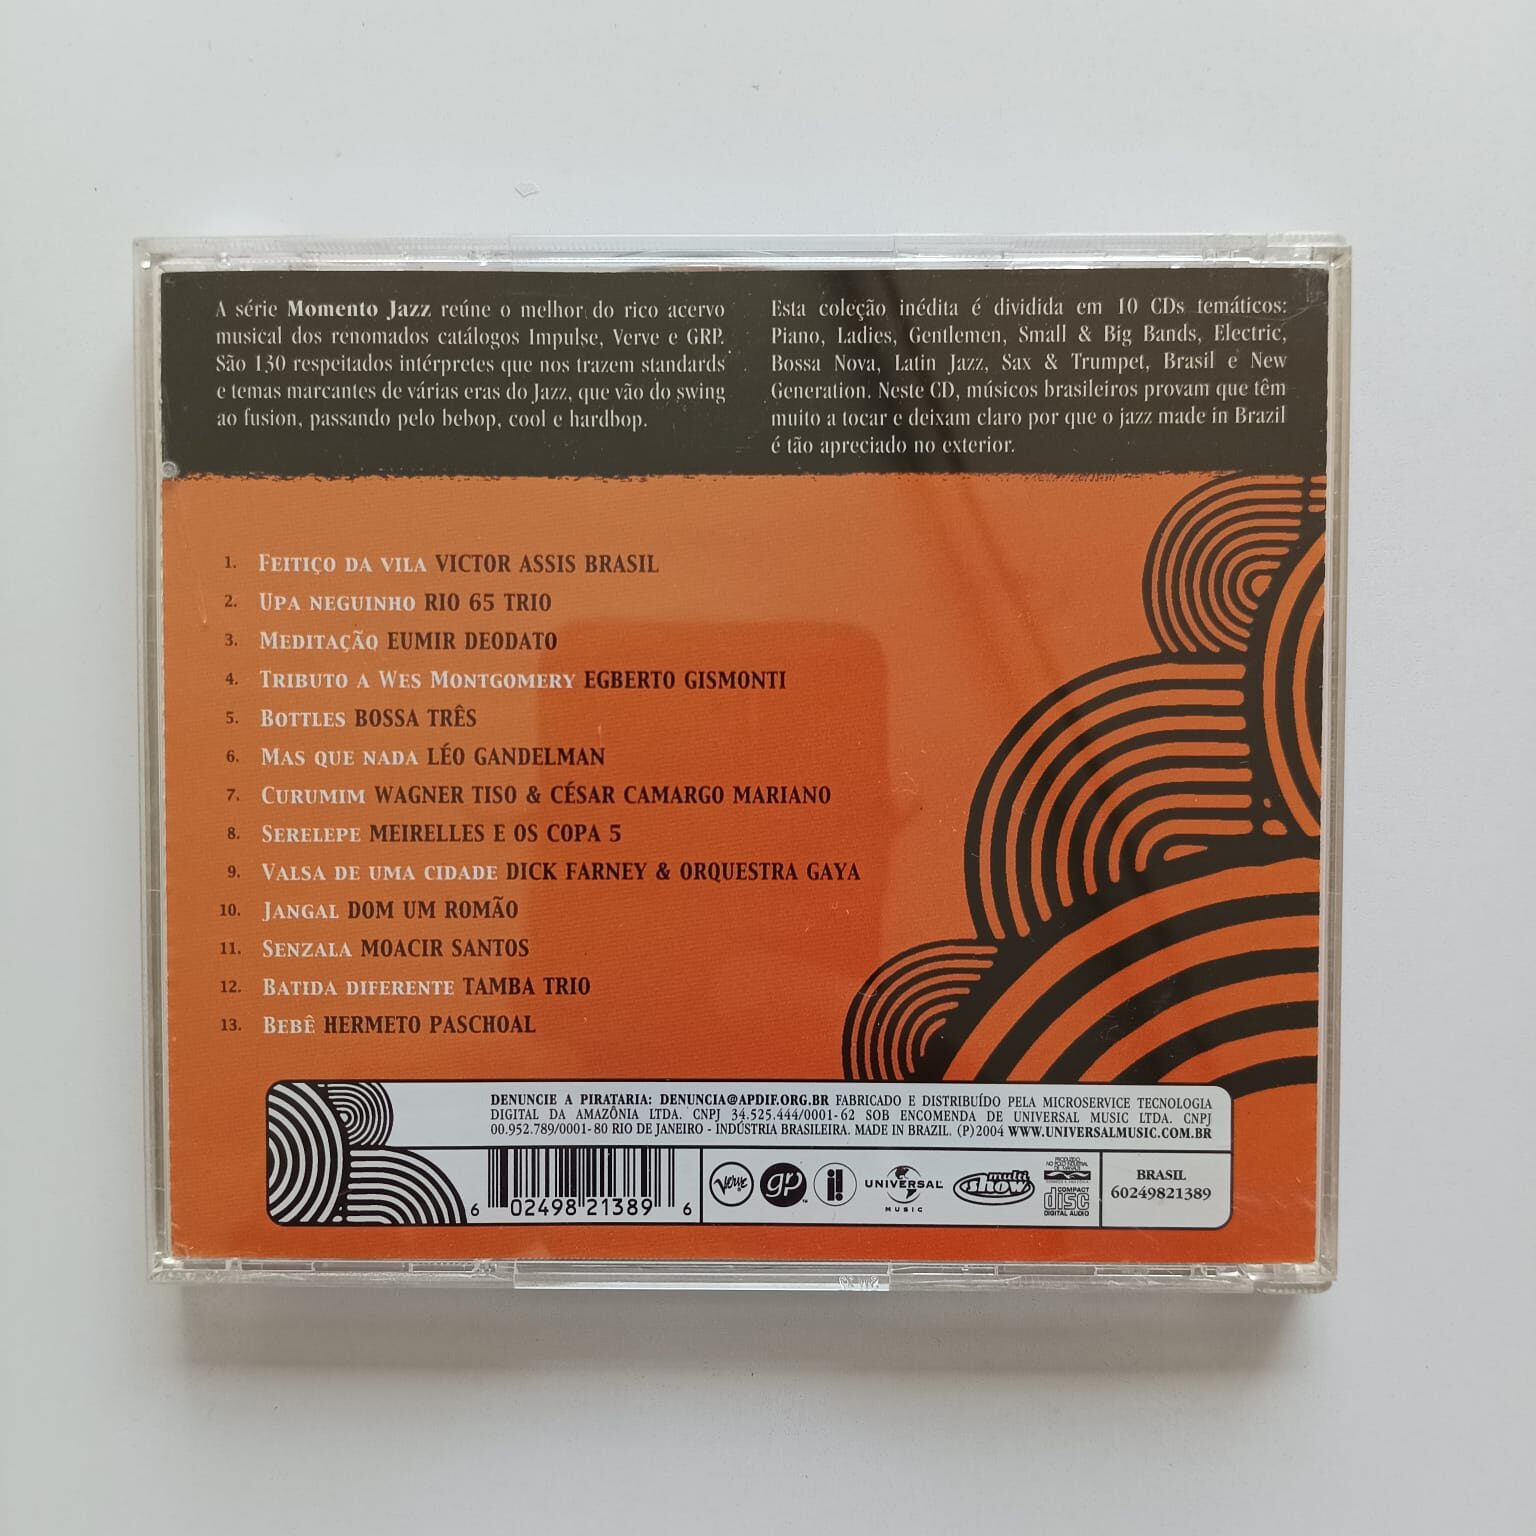 A série Momento Jazz reúne o melhor do rico acervo
musical dos renomados catálogos Impulse, Verve e GRP.
São 130 respeitados intérpretes que nos trazem standards
e temas marcantes de várias eras do Jazz, que vão do swing
ao fusion, passando pelo bebop, cool e hardbop.
Esta coleção inédita é dividida em 10 CDs temáticos:
Piano, Ladies, Gentlemen, Small & Big Bands, Electric,
Bossa Nova, Latin Jazz, Sax & Trumpet, Brasil e New
Generation. Neste CD, músicos brasileiros provam que têm
muito a tocar e deixam claro por que o jazz made in Brazil
é tão apreciado no exterior.
1. FEITIÇO DA VILA VICTOR ASSIS BRASIL
2. UPA NEGUINHO RIO 65 TRIO
3. MEDITAÇÃO EUMIR DEODATO
4. TRIBUTO A WES MONTGOMERY EGBERTO GISMONTI
5. BOTTLES BOSSA TRÊS
6. MAS QUE NADA LÉO GANDELMAN
7. CURUMIM WAGNER TISO & CÉSAR CAMARGO MARIANO
8. SERELEPE MEIRELLES E OS COPA 5
9. VALSA DE UMA CIDADE DICK FARNEY & ORQUESTRA GAYA
10. JANGAL DOM UM ROMÃO
11. SENZALA MOACIR SANTOS
12. BATIDA DIFERENTE TAMBA TRIO
13. BEBÊ HERMETO PASCHOAL
DENUNCIE A PIRATARIA: DENUNCIA@APDIF.ORG.BR FABRICADO E DISTRIBUÍDO PELA MICROSERVICE TECNOLOGIA
DIGITAL DA AMAZÔNIA LTDA. CNPJ 34.525.444/0001-62 SOB ENCOMENDA DE UNIVERSAL MUSIC LTDA. CNPJ
00.952.789/0001-80 RIO DE JANEIRO - INDÚSTRIA BRASILEIRA. MADE IN BRAZIL. (P)2004 WWW.UNIVERSALMUSIC.COM.BR
6 02498 21389 6
Verve
grp
UNIVERSAL
MUSIC
multi
show
PRODUZIDO
NO POLO INDUSTRIAL
DE MANAUS
COMPACT
disc
DIGITAL AUDIO
BRASIL
60249821389